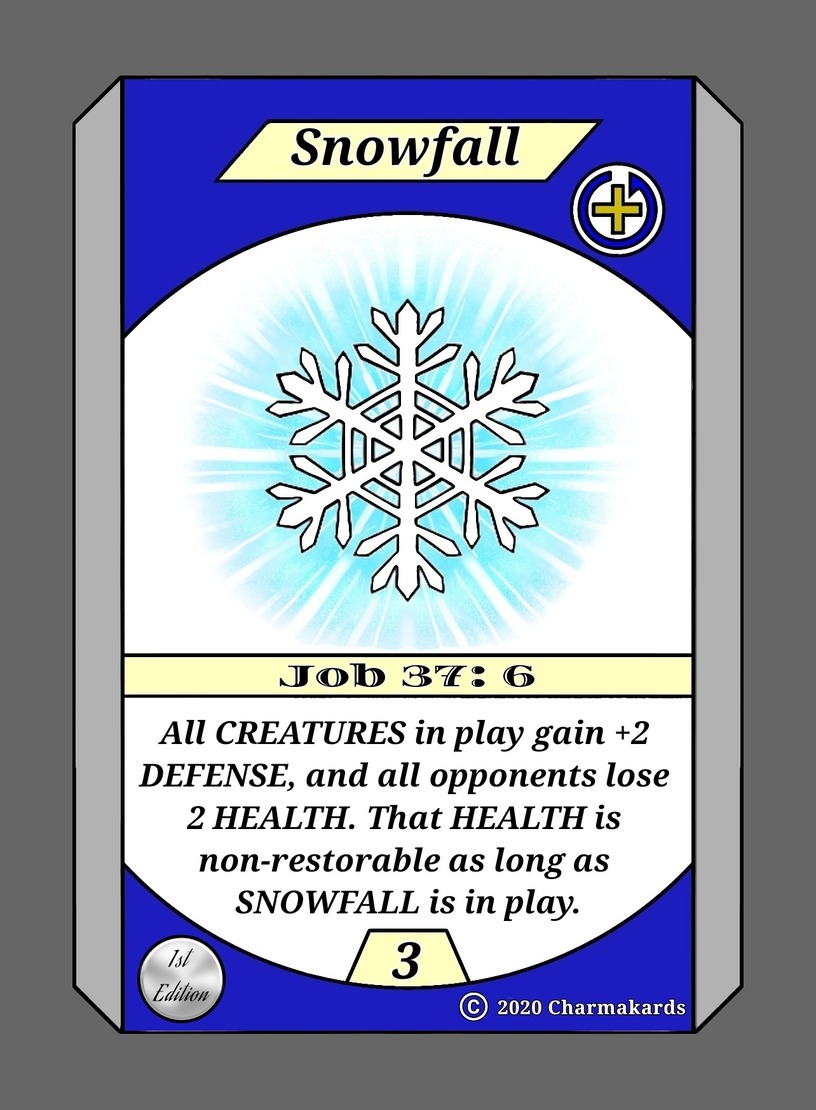 Snowfall
Job 37: 6
All CREATURES in play gain +2
DEFENSE, and all opponents lose
2 HEALTH. That HEALTH is
non-restorable as long as
SNOWFALL is in play.
3
1st
Edition
© 2020 Charmakards